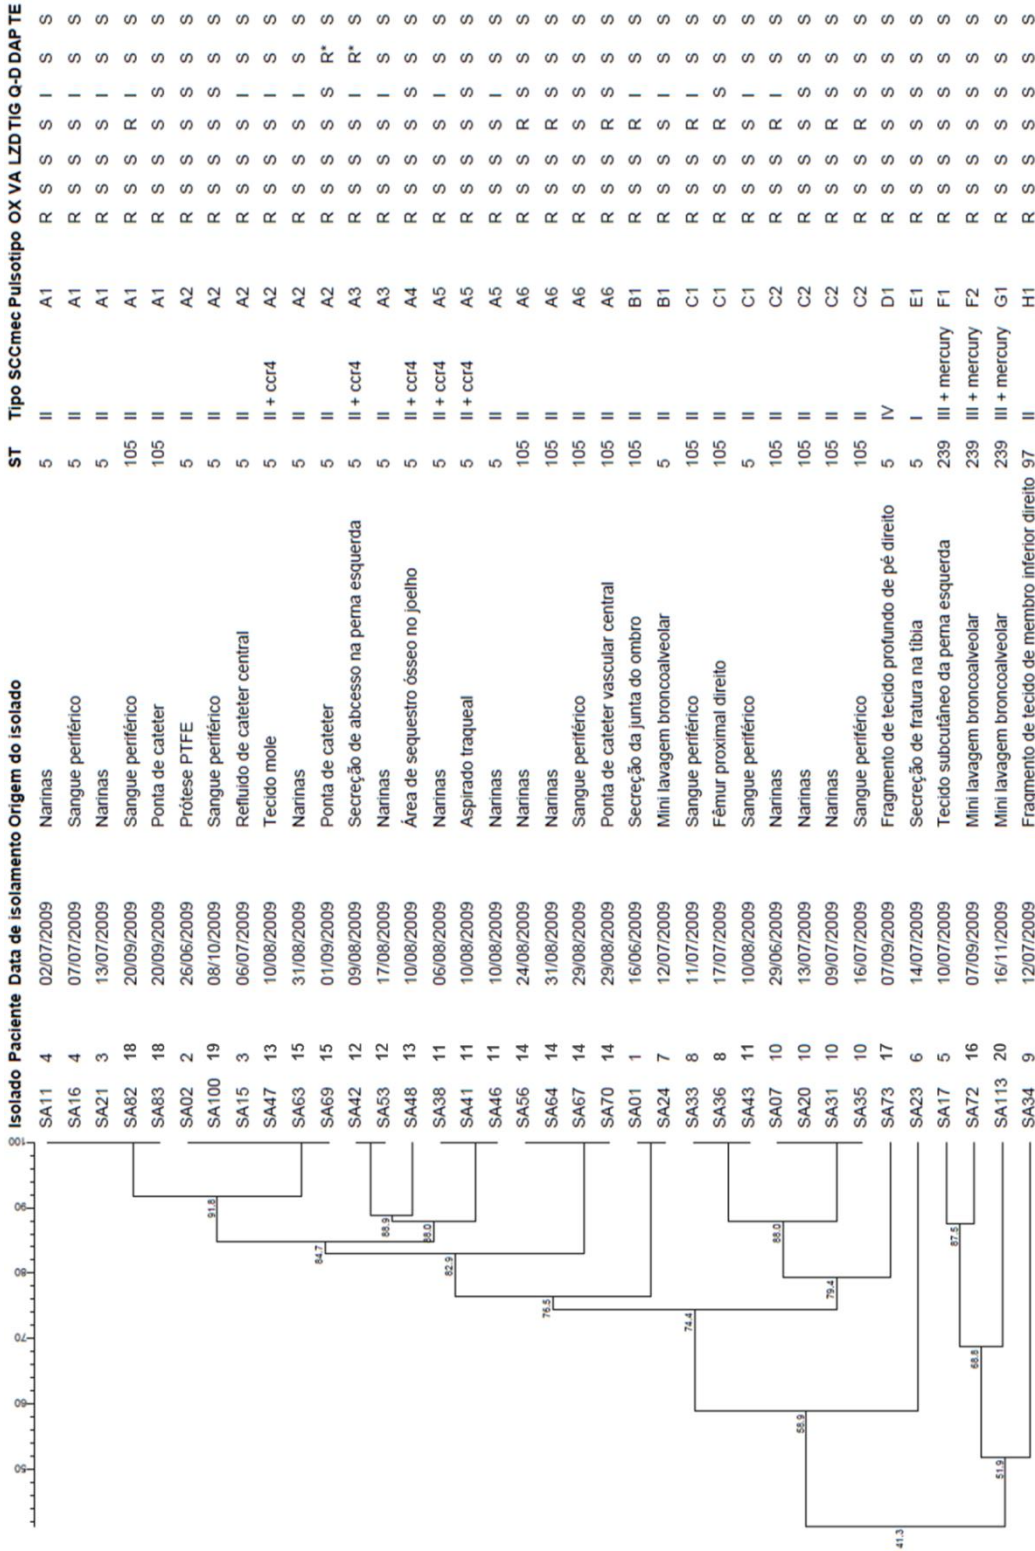 50 60 70 80 90 100
Isolado Paciente Data de isolamento Origem do isolado ST Tipo SCCmec Pulsotipo OX VA LZD TIG Q-D DAP TE
SA11 4 02/07/2009 Narinas 5 II A1 R S S S I S S
SA16 4 07/07/2009 Sangue periférico 5 II A1 R S S S I S S
SA21 3 13/07/2009 Narinas 5 II A1 R S S S I S S
SA82 18 20/09/2009 Sangue periférico 105 II A1 R S S R I S S
SA83 18 20/09/2009 Ponta de cateter 105 II A1 R S S S S S S
SA02 2 26/06/2009 Prótese PTFE 5 II A2 R S S S S S S
SA100 19 08/10/2009 Sangue periférico 5 II A2 R S S S S S S
SA15 3 06/07/2009 Refluido de cateter central 5 II A2 R S S S I S S
SA47 13 10/08/2009 Tecido mole 5 II + ccr4 A2 R S S S I S S
SA63 15 31/08/2009 Narinas 5 II A2 R S S S I S S
SA69 15 01/09/2009 Ponta de cateter 5 II A2 R S S S S R* S
SA42 12 09/08/2009 Secreção de abcesso na perna esquerda 5 II + ccr4 A3 R S S S I R* S
SA53 12 17/08/2009 Narinas 5 II A3 R S S S I S S
SA48 13 10/08/2009 Área de sequestro ósseo no joelho 5 II + ccr4 A4 R S S R S S S
SA38 11 06/08/2009 Narinas 5 II + ccr4 A5 R S S S I S S
SA41 11 10/08/2009 Aspirado traqueal 5 II + ccr4 A5 R S S S S S S
SA46 11 10/08/2009 Narinas 5 II A5 R S S S I S S
SA56 14 24/08/2009 Narinas 105 II A6 R S S R S S S
SA64 14 31/08/2009 Narinas 105 II A6 R S S R S S S
SA67 14 29/08/2009 Sangue periférico 105 II A6 R S S S S S S
SA70 14 29/08/2009 Ponta de cateter vascular central 105 II A6 R S S R S S S
SA01 1 16/06/2009 Secreção da junta do ombro 105 II B1 R S S R I S S
SA24 7 12/07/2009 Mini lavagem broncoalveolar 5 II B1 R S S S I S S
SA33 8 11/07/2009 Sangue periférico 105 II C1 R S S R I S S
SA36 8 17/07/2009 Fêmur proximal direito 105 II C1 R S S R S S S
SA43 11 10/08/2009 Sangue periférico 5 II C1 R S S S I S S
SA07 10 29/06/2009 Narinas 105 II C2 R S S R I S S
SA20 10 13/07/2009 Narinas 105 II C2 R S S S S S S
SA31 10 09/07/2009 Narinas 105 II C2 R S S R S S S
SA35 10 16/07/2009 Sangue periférico 105 II C2 R S S R S S S
SA73 17 07/09/2009 Fragmento de tecido profundo de pé direito 5 IV D1 R S S S S S S
SA23 6 14/07/2009 Secreção de fratura na tíbia 5 I E1 R S S S S S S
SA17 5 10/07/2009 Tecido subcutâneo da perna esquerda 239 III + mercury F1 R S S S S S S
SA72 16 07/09/2009 Mini lavagem broncoalveolar 239 III + mercury F2 R S S S S S S
SA113 20 16/11/2009 Mini lavagem broncoalveolar 239 III + mercury G1 R S S S S S S
SA34 9 12/07/2009 Fragmento de tecido de membro inferior direito 97 II H1 R S S S S S S
91.8
84.7
88.9
88.0
82.9
76.5
74.4
88.0
79.4
58.9
87.5
68.8
51.9
41.3